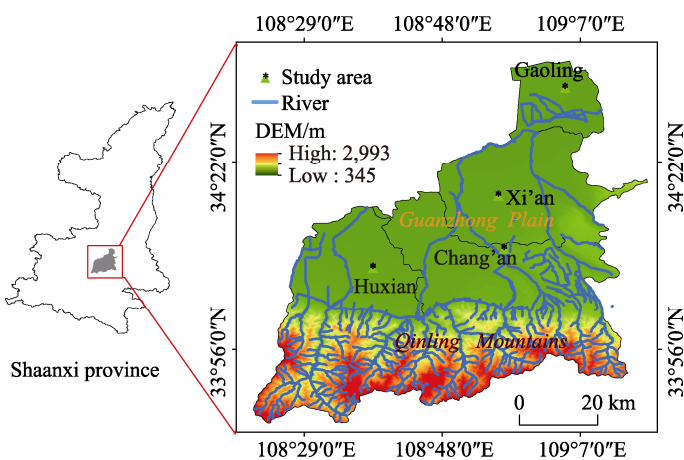 108°29′0″E 108°48′0″E 109°7′0″E
Gaoling
Study area
River
DEM/m
High: 2,993
Low : 345
34°22′0″N
34°22′0″N
Xi’an
Guanzhong Plain
Chang’an
Huxian
Qinling Mountains
33°56′0″N
33°56′0″N
Shaanxi province
0 20 km
108°29′0″E 108°48′0″E 109°7′0″E